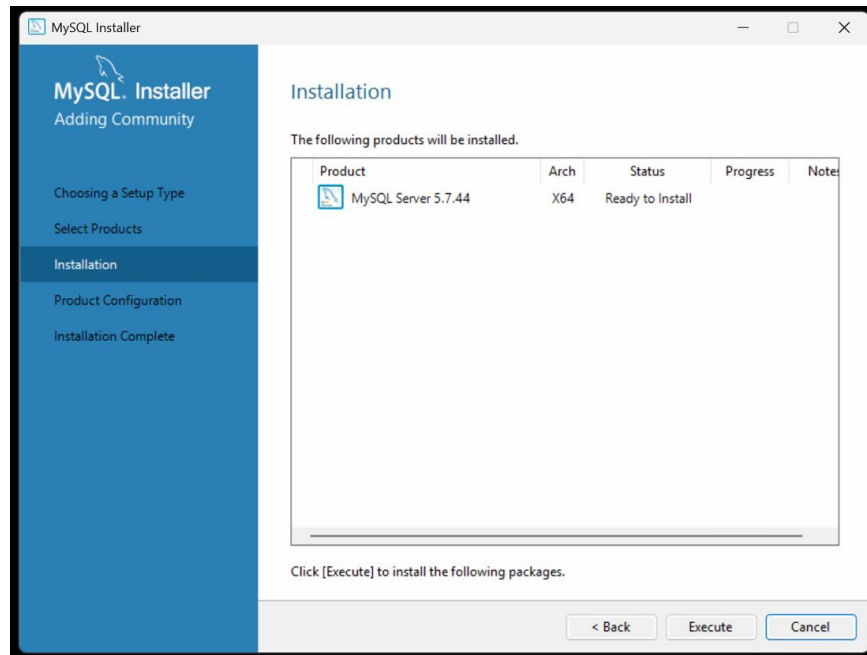 MySQL Installer
MySQL. Installer
Adding Community
Choosing a Setup Type
Select Products
Installation
Product Configuration
Installation Complete
Installation
The following products will be installed.
Product Arch Status Progress Notes
MySQL Server 5.7.44 X64 Ready to Install
Click [Execute] to install the following packages.
< Back Execute Cancel